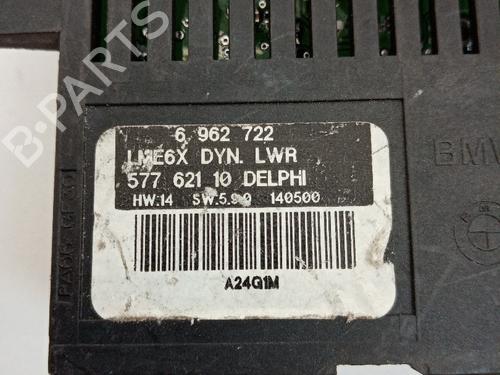 6 962 722
LME6X DYN. LWR
577 621 10 DELPHI
HW.14 SW.5.9.0 140500
A24G1M
BMW
B-PARTS